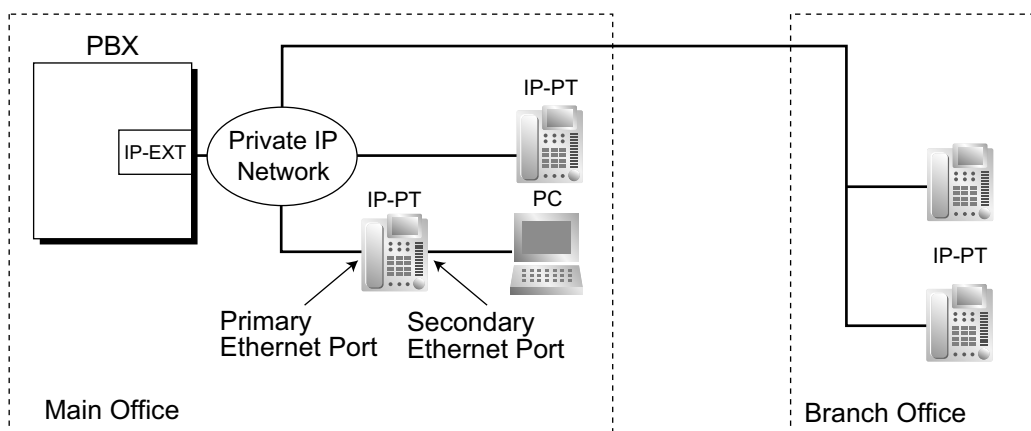 PBX
IP-EXT
Private IP
Network
IP-PT
IP-PT
PC
Primary
Ethernet Port
Secondary
Ethernet Port
Main Office
IP-PT
Branch Office